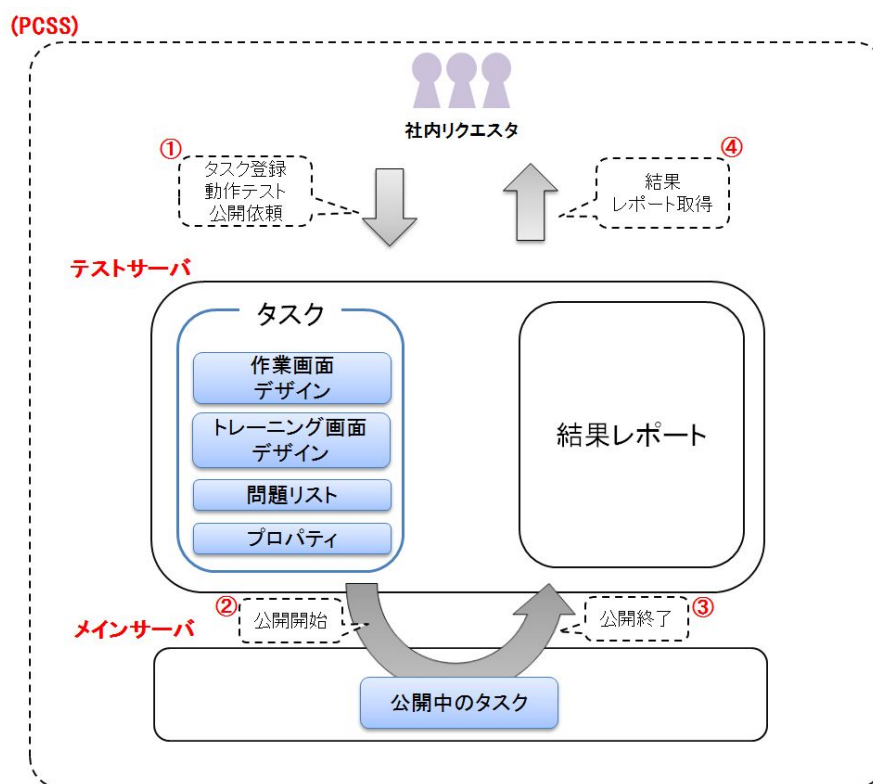 (PCSS)
社内リクエスタ
①
タスク登録
動作テスト
公開依頼
④
結果
レポート取得
テストサーバ
タスク
作業画面
デザイン
トレーニング画面
デザイン
問題リスト
プロパティ
結果レポート
②
公開開始
公開終了
③
メインサーバ
公開中のタスク